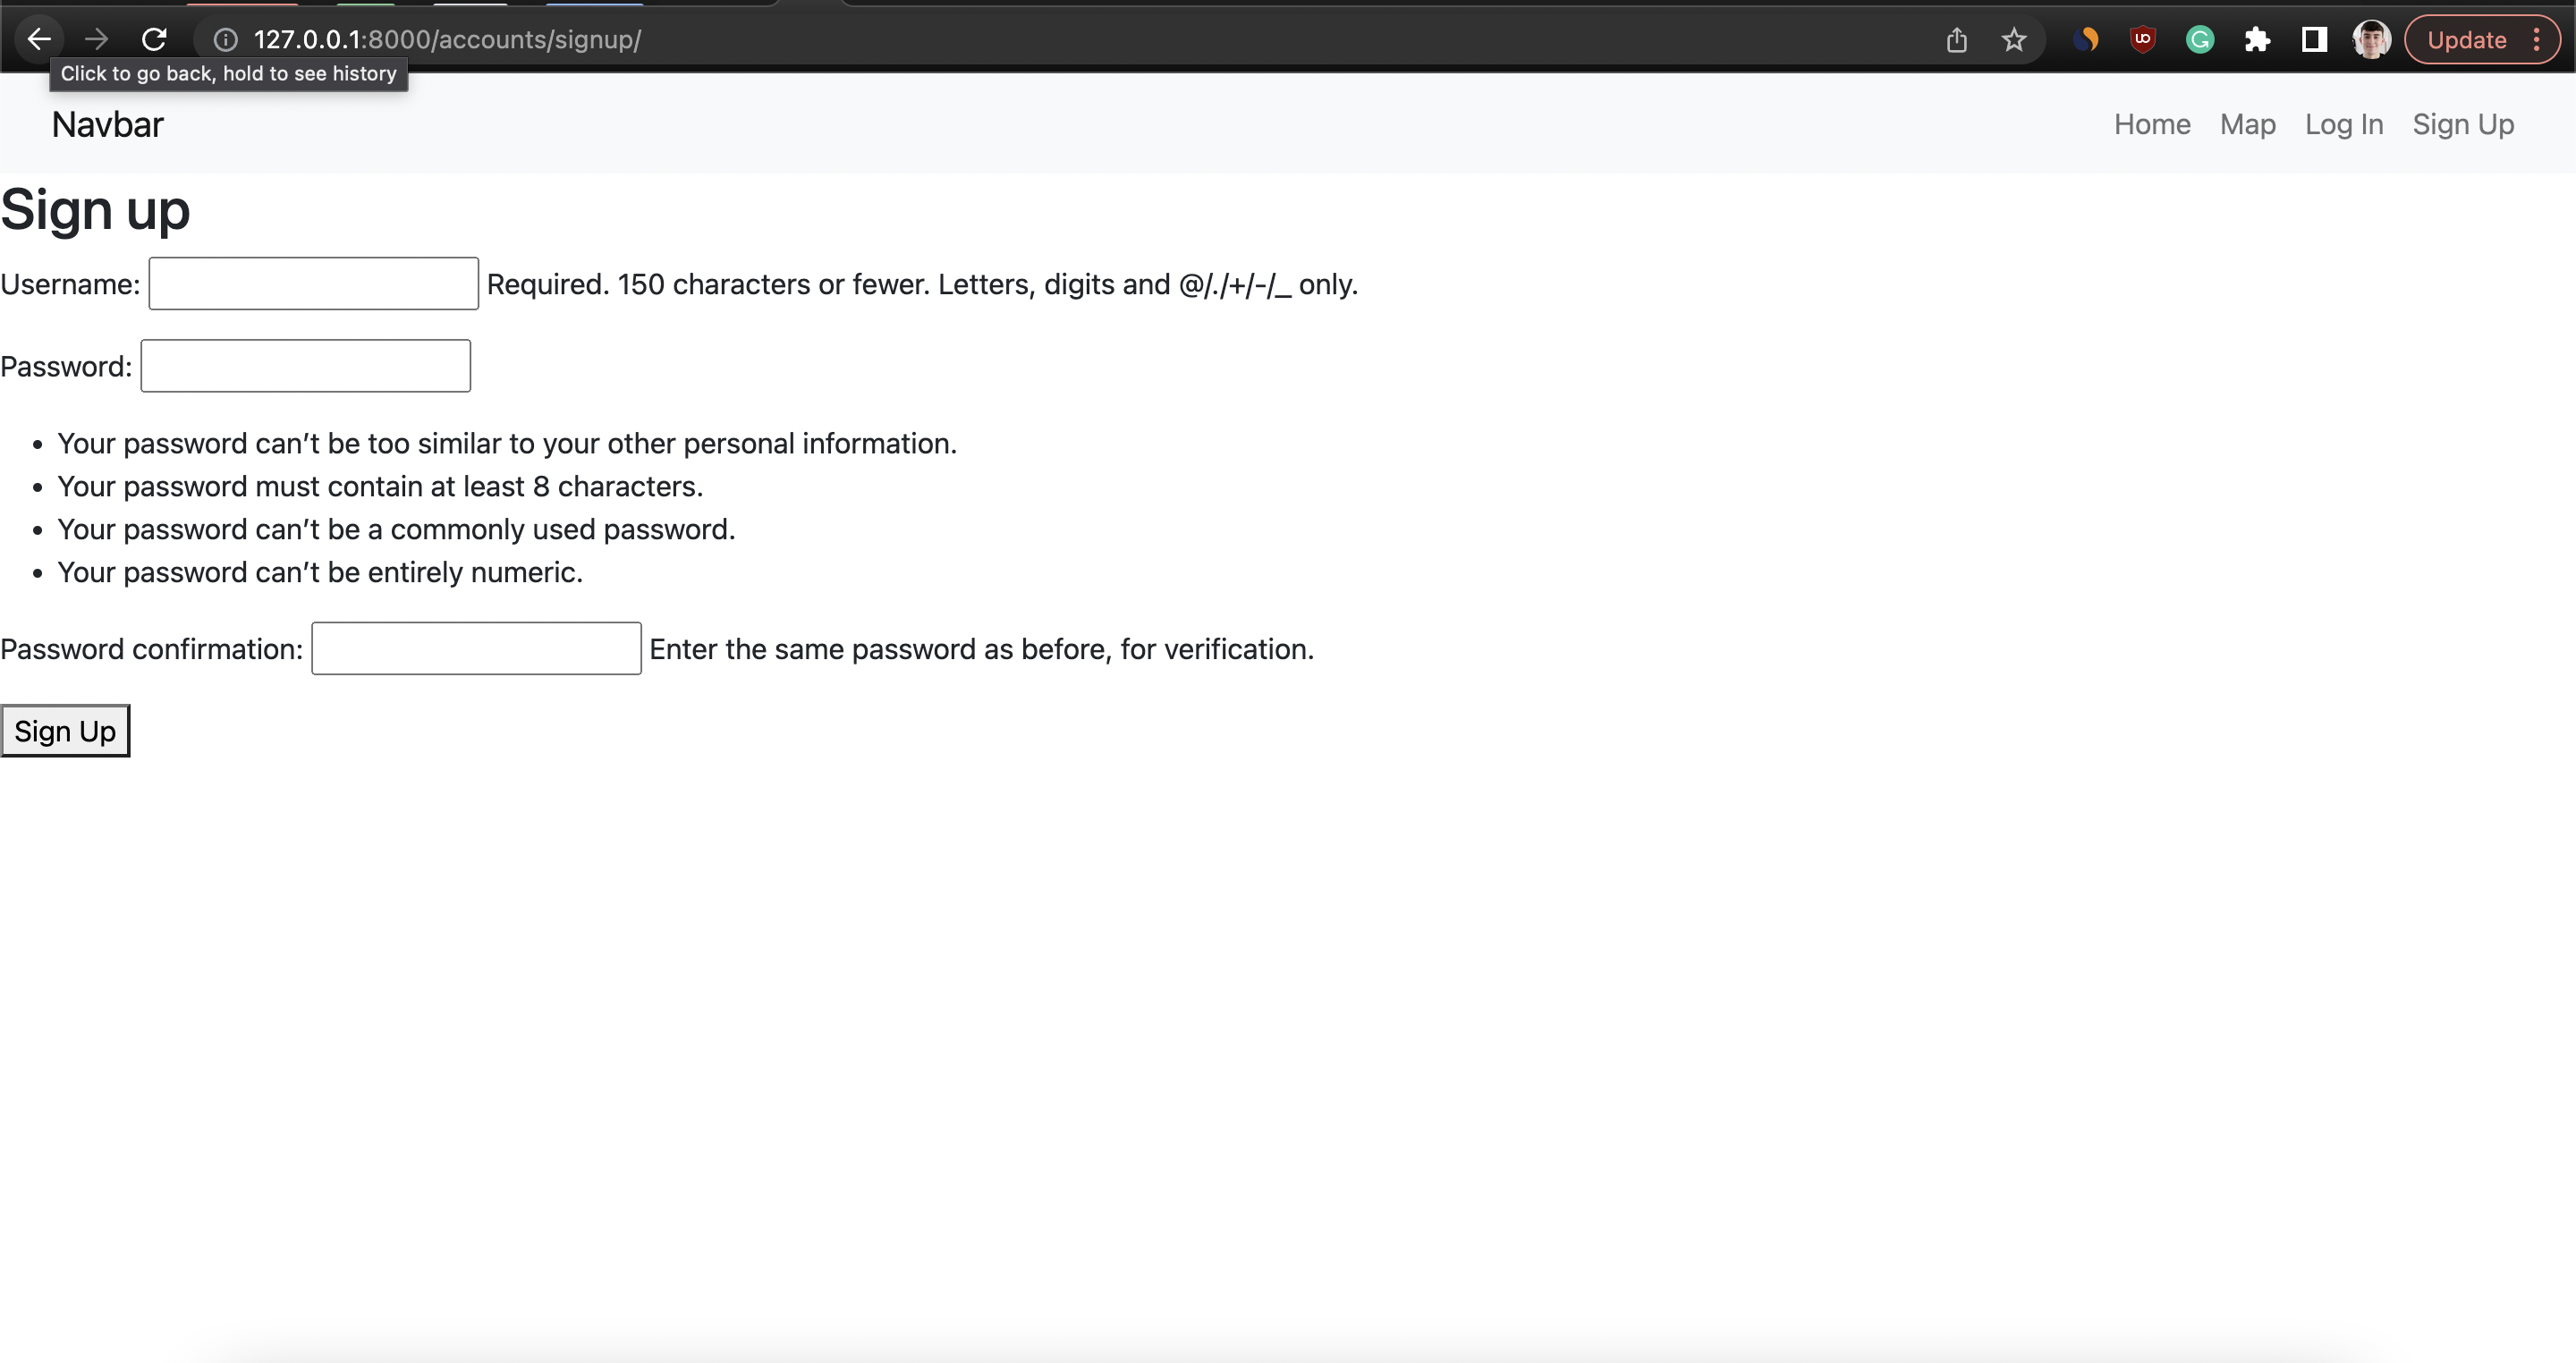 127.0.0.1:8000/accounts/signup/
Update
Click to go back, hold to see history
Navbar
Home Map Log In Sign Up
Sign up
Username: Required. 150 characters or fewer. Letters, digits and @/./+/-/_ only.
Password:
• Your password can’t be too similar to your other personal information.
• Your password must contain at least 8 characters.
• Your password can’t be a commonly used password.
• Your password can’t be entirely numeric.
Password confirmation: Enter the same password as before, for verification.
Sign Up